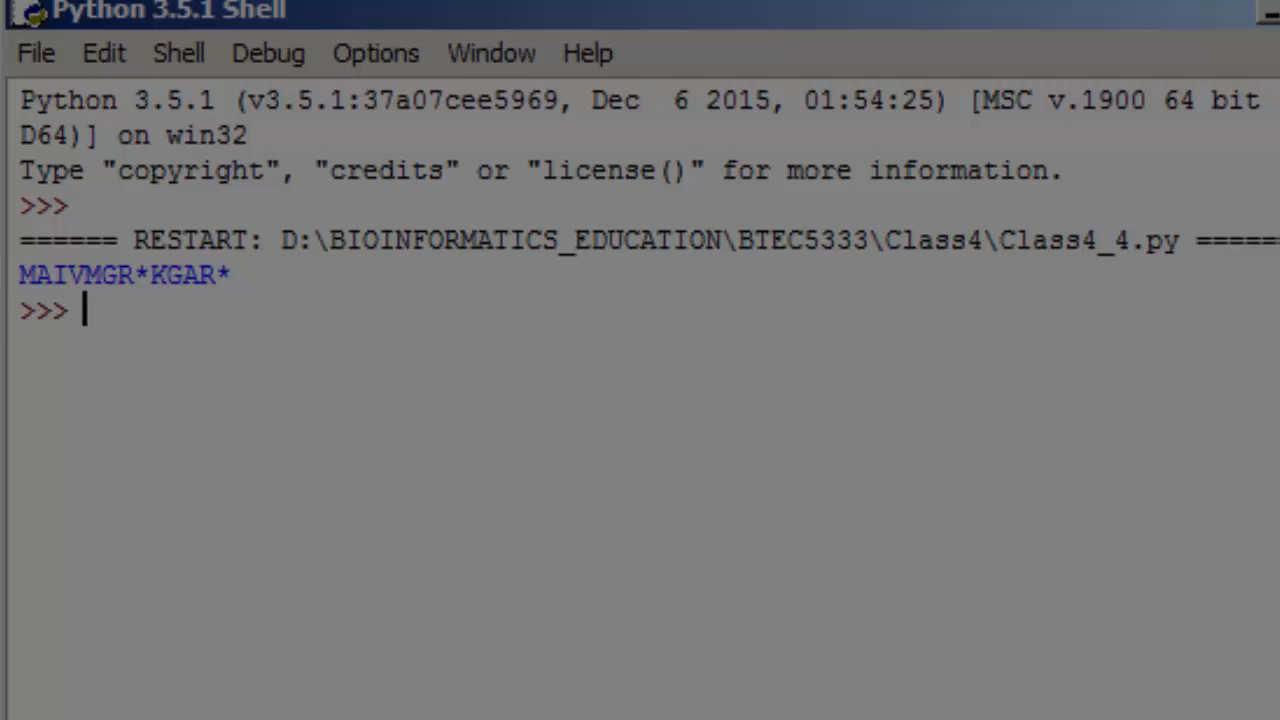 Python 3.5.1 Shell
File Edit Shell Debug Options Window Help
Python 3.5.1 (v3.5.1:37a07cee5969, Dec  6 2015, 01:54:25) [MSC v.1900 64 bit
D64)] on win32
Type "copyright", "credits" or "license()" for more information.
>>>
====== RESTART: D:\BIOINFORMATICS_EDUCATION\BTEC5333\Class4\Class4_4.py =====
MAIVMGR*KGAR*
>>>